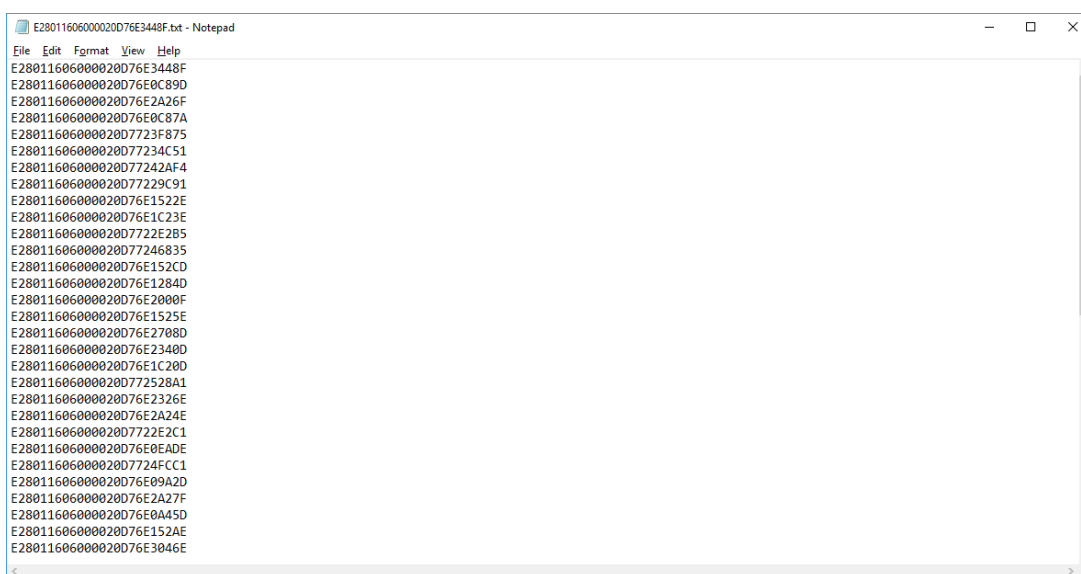 E28011606000020D76E3448F.txt - Notepad
File Edit Format View Help
E28011606000020D76E3448F
E28011606000020D76E0C89D
E28011606000020D76E2A26F
E28011606000020D76E0C87A
E28011606000020D7723F875
E28011606000020D77234C51
E28011606000020D77242AF4
E28011606000020D77229C91
E28011606000020D76E1522E
E28011606000020D76E1C23E
E28011606000020D7722E2B5
E28011606000020D77246835
E28011606000020D76E152CD
E28011606000020D76E1284D
E28011606000020D76E2000F
E28011606000020D76E1525E
E28011606000020D76E2708D
E28011606000020D76E2340D
E28011606000020D76E1C20D
E28011606000020D772528A1
E28011606000020D76E2326E
E28011606000020D76E2A24E
E28011606000020D7722E2C1
E28011606000020D76E0EADE
E28011606000020D7724FCC1
E28011606000020D76E09A2D
E28011606000020D76E2A27F
E28011606000020D76E0A45D
E28011606000020D76E152AE
E28011606000020D76E3046E